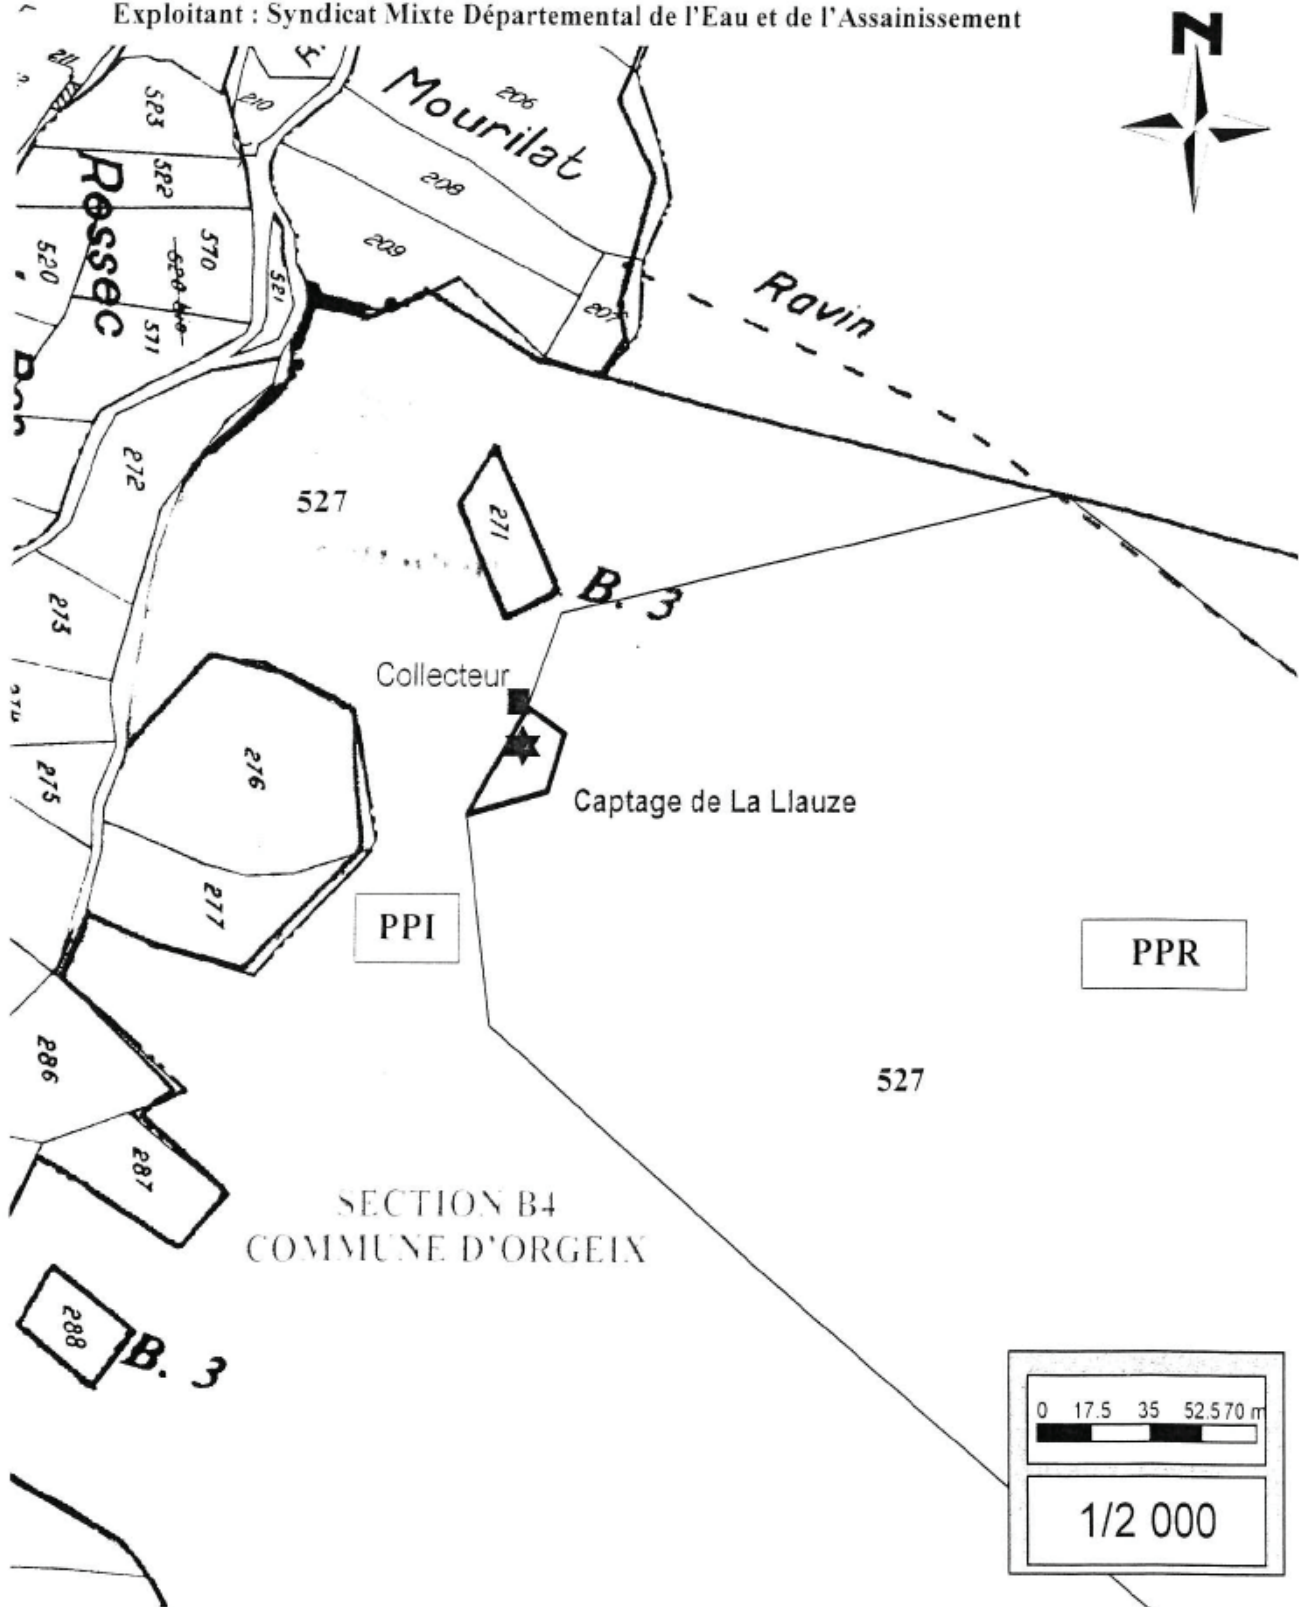 Exploitant : Syndicat Mixte Départemental de l'Eau et de l'Assainissement
N
211
523
210
206
Mourilat
522
208
Rossec
520
570
620
209
521
571
207
Ravin
272
527
271
B. 3
273
Collecteur
274
276
275
Captage de La Llauze
277
PPI
PPR
286
527
287
SECTION B4
COMMUNE D'ORGEIX
288
B. 3
0 17.5 35 52.5 70 m
1/2 000